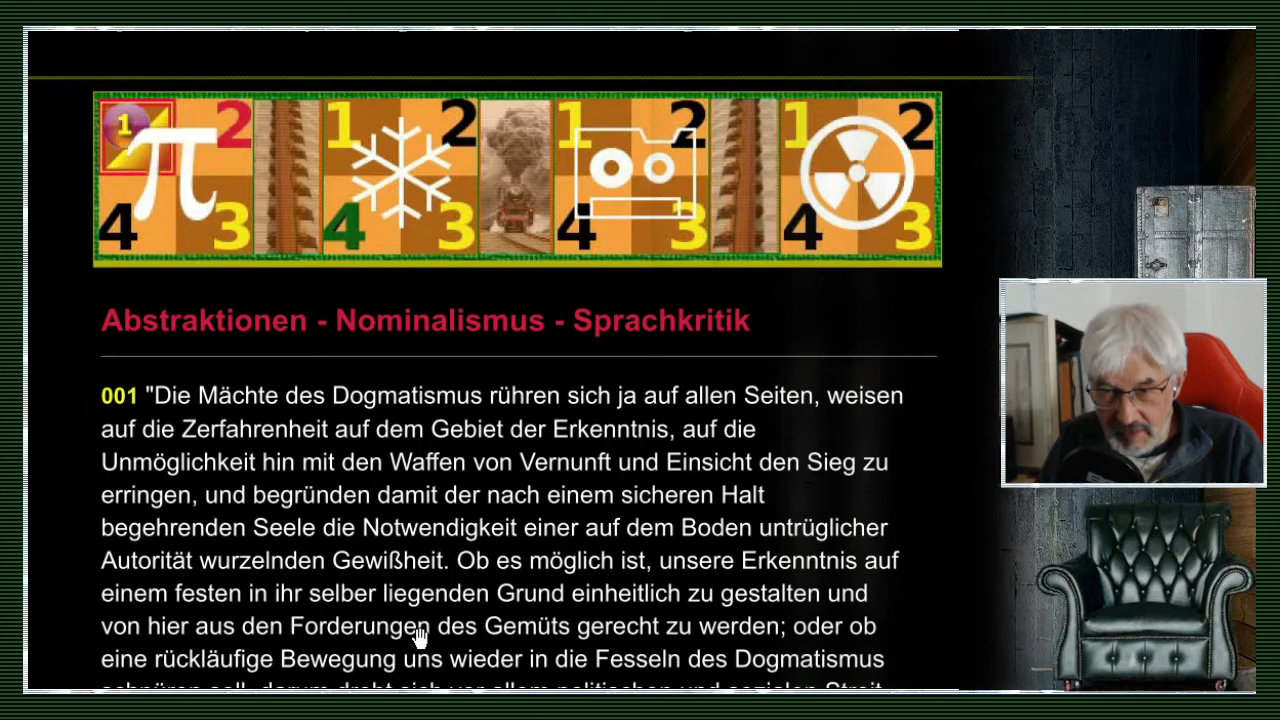 1 2 1 2 1 2 1 2
4 3 4 3 4 3 4 3
π
Abstraktionen - Nominalismus - Sprachkritik
001 "Die Mächte des Dogmatismus rühren sich ja auf allen Seiten, weisen
auf die Zerfahrenheit auf dem Gebiet der Erkenntnis, auf die
Unmöglichkeit hin mit den Waffen von Vernunft und Einsicht den Sieg zu
erringen, und begründen damit der nach einem sicheren Halt
begehrenden Seele die Notwendigkeit einer auf dem Boden untrüglicher
Autorität wurzelnden Gewißheit. Ob es möglich ist, unsere Erkenntnis auf
einem festen in ihr selber liegenden Grund einheitlich zu gestalten und
von hier aus den Forderungen des Gemüts gerecht zu werden; oder ob
eine rückläufige Bewegung uns wieder in die Fesseln des Dogmatismus